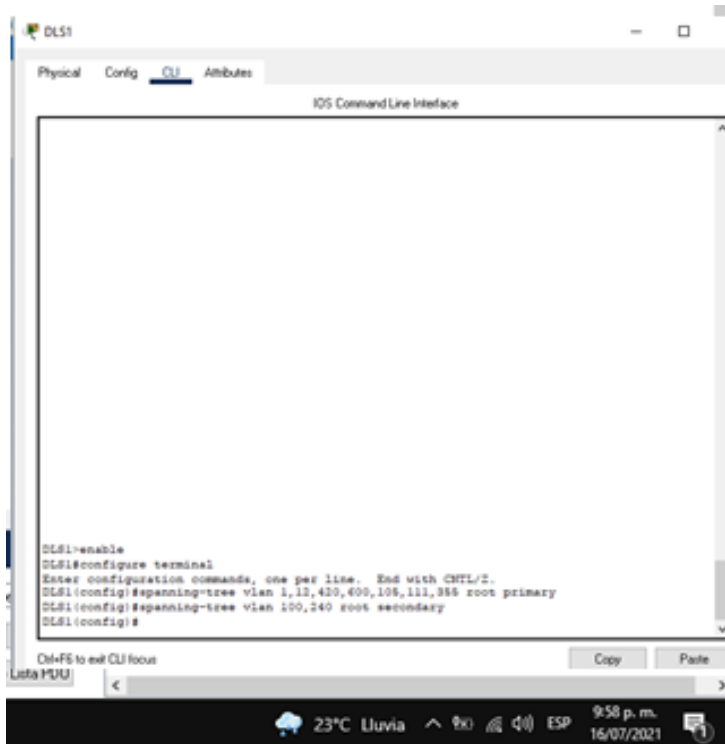 DLS1
Physical Config CLI Attributes
IOS Command Line Interface
DLS1>enable
DLS1#configure terminal
Enter configuration commands, one per line. End with CNTL/Z.
DLS1(config)#spanning-tree vlan 1,12,420,600,105,111,355 root primary
DLS1(config)#spanning-tree vlan 100,240 root secondary
DLS1(config)#
Ctrl+F6 to exit CLI focus
Copy Paste
Lista PDU
23°C Lluvia ESP 9:58 p. m.
16/07/2021
1